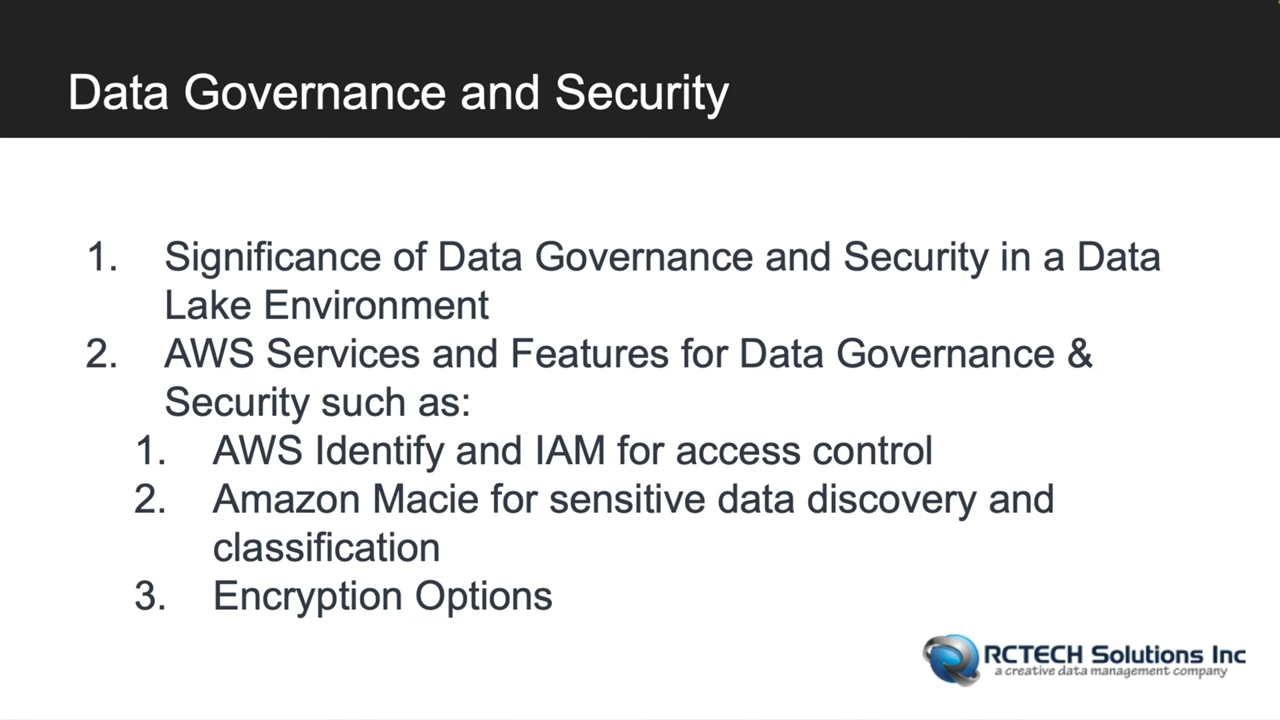 Data Governance and Security
1. Significance of Data Governance and Security in a Data
Lake Environment
2. AWS Services and Features for Data Governance &
Security such as:
1. AWS Identify and IAM for access control
2. Amazon Macie for sensitive data discovery and
classification
3. Encryption Options
RCTECH Solutions Inc
a creative data management company